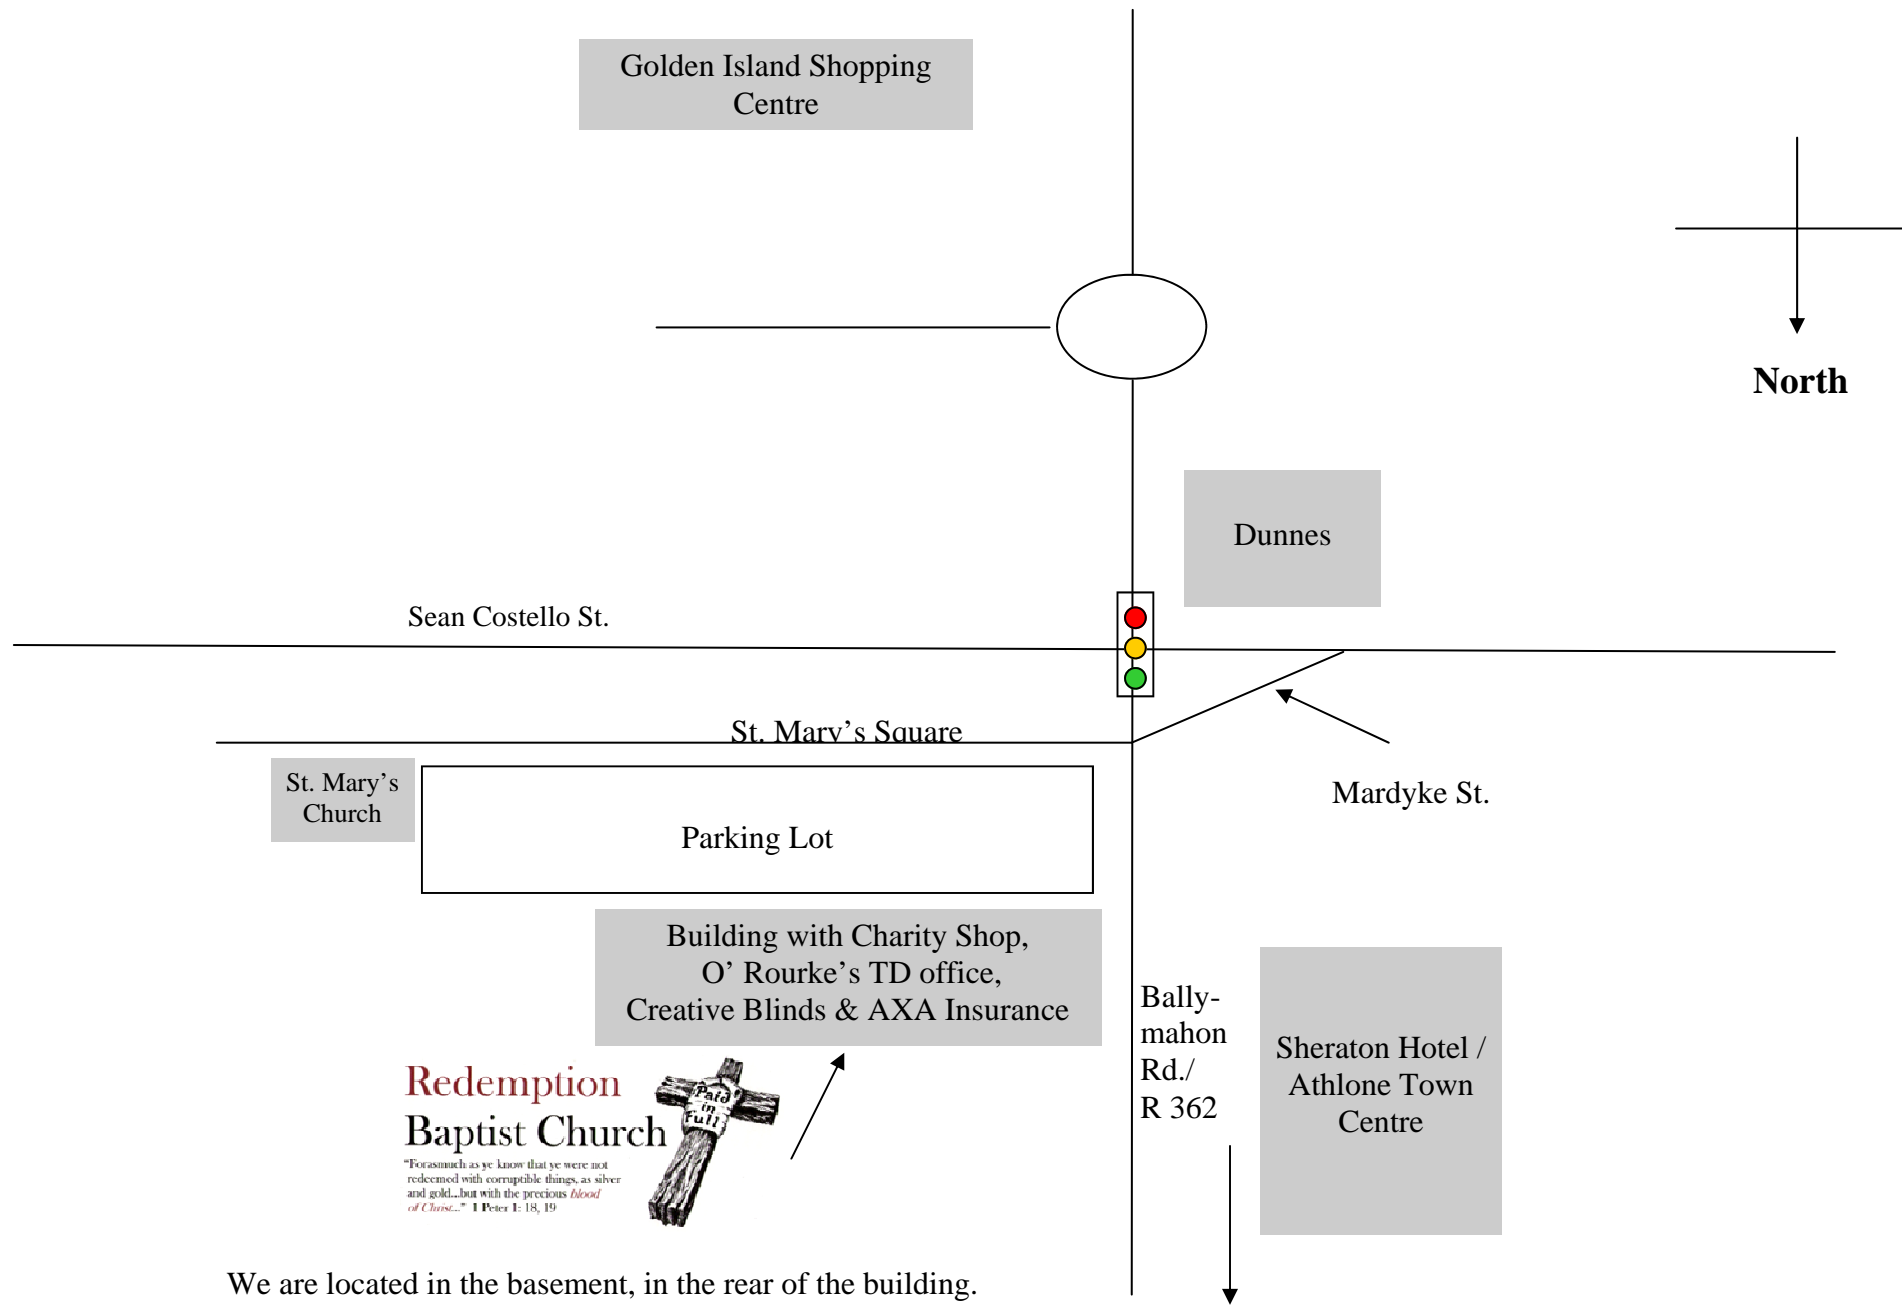 Golden Island Shopping
Centre
North
Dunnes
Sean Costello St.
St. Mary's Square
St. Mary's
Church
Mardyke St.
Parking Lot
Building with Charity Shop,
O' Rourke's TD office,
Creative Blinds & AXA Insurance
Bally-
mahon
Rd./
R 362
Sheraton Hotel /
Athlone Town
Centre
Redemption
Baptist Church
"Forasmuch as ye know that ye were not
redeemed with corruptible things, as silver
and gold...but with the precious blood
of Christ..." 1 Peter 1: 18, 19
Paid
in
Full
We are located in the basement, in the rear of the building.